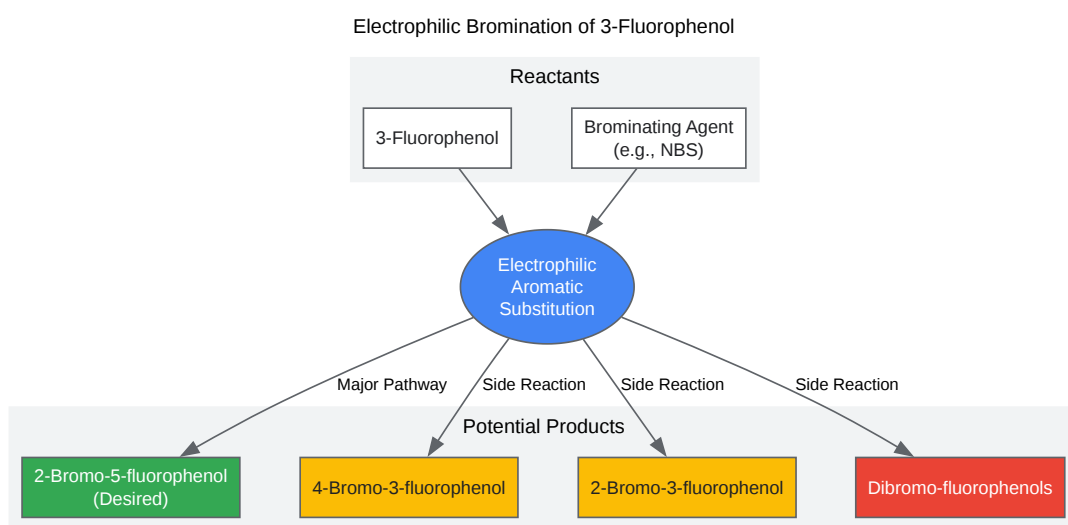 Electrophilic Bromination of 3-Fluorophenol
Reactants
3-Fluorophenol
Brominating Agent
(e.g., NBS)
Electrophilic
Aromatic
Substitution
Major Pathway
Side Reaction
Side Reaction
Side Reaction
Potential Products
2-Bromo-5-fluorophenol
(Desired)
4-Bromo-3-fluorophenol
2-Bromo-3-fluorophenol
Dibromo-fluorophenols